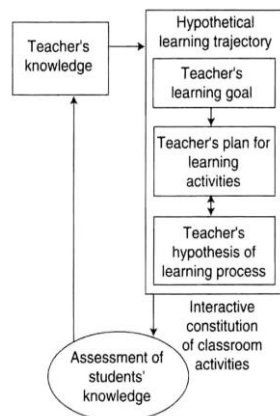 Hypothetical
learning trajectory
Teacher's
knowledge
Teacher's
learning goal
Teacher's plan for
learning
activities
Teacher's
hypothesis of
learning process
Interactive
constitution
of classroom
activities
Assessment of
students'
knowledge